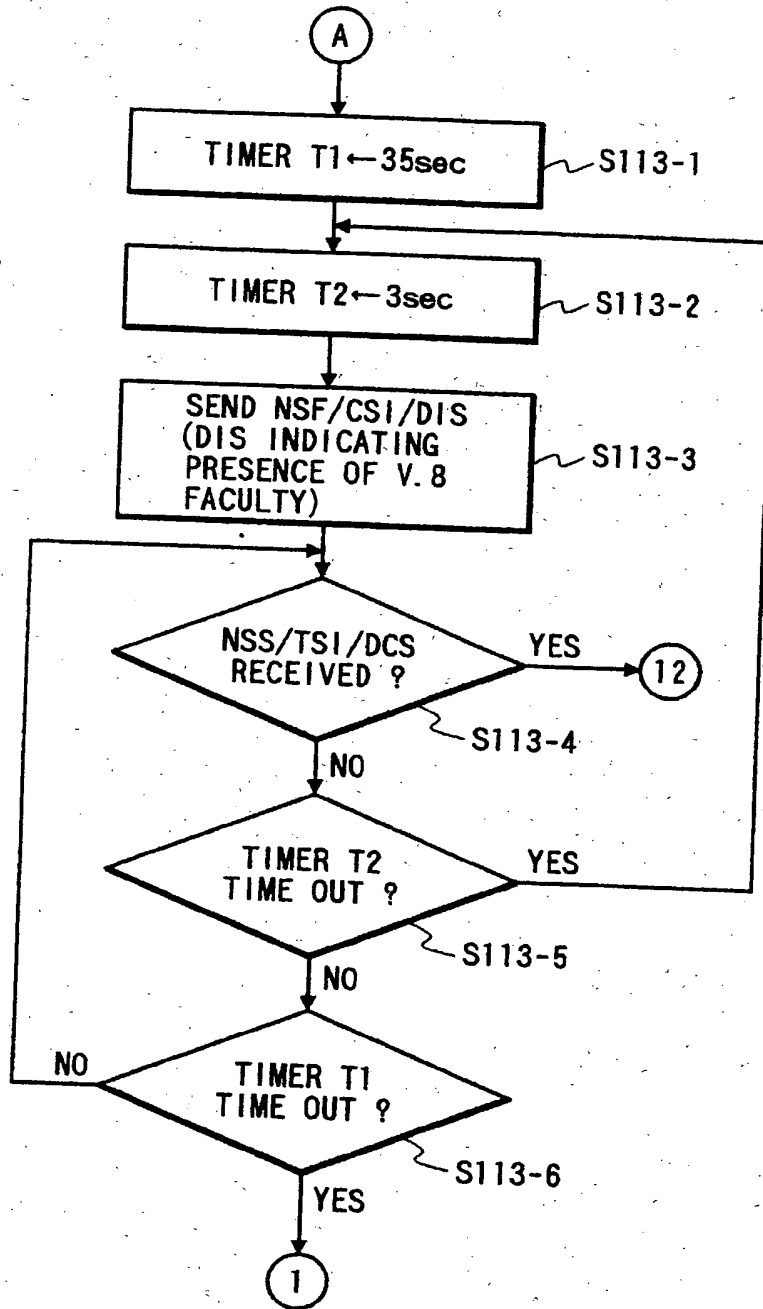 A
TIMER T1←35sec
S113-1
TIMER T2←3sec
S113-2
SEND NSF/CSI/DIS
(DIS INDICATING
PRESENCE OF V.8
FACULTY)
S113-3
NSS/TSI/DCS
RECEIVED ?
YES
12
S113-4
NO
TIMER T2
TIME OUT ?
YES
S113-5
NO
NO
TIMER T1
TIME OUT ?
S113-6
YES
1